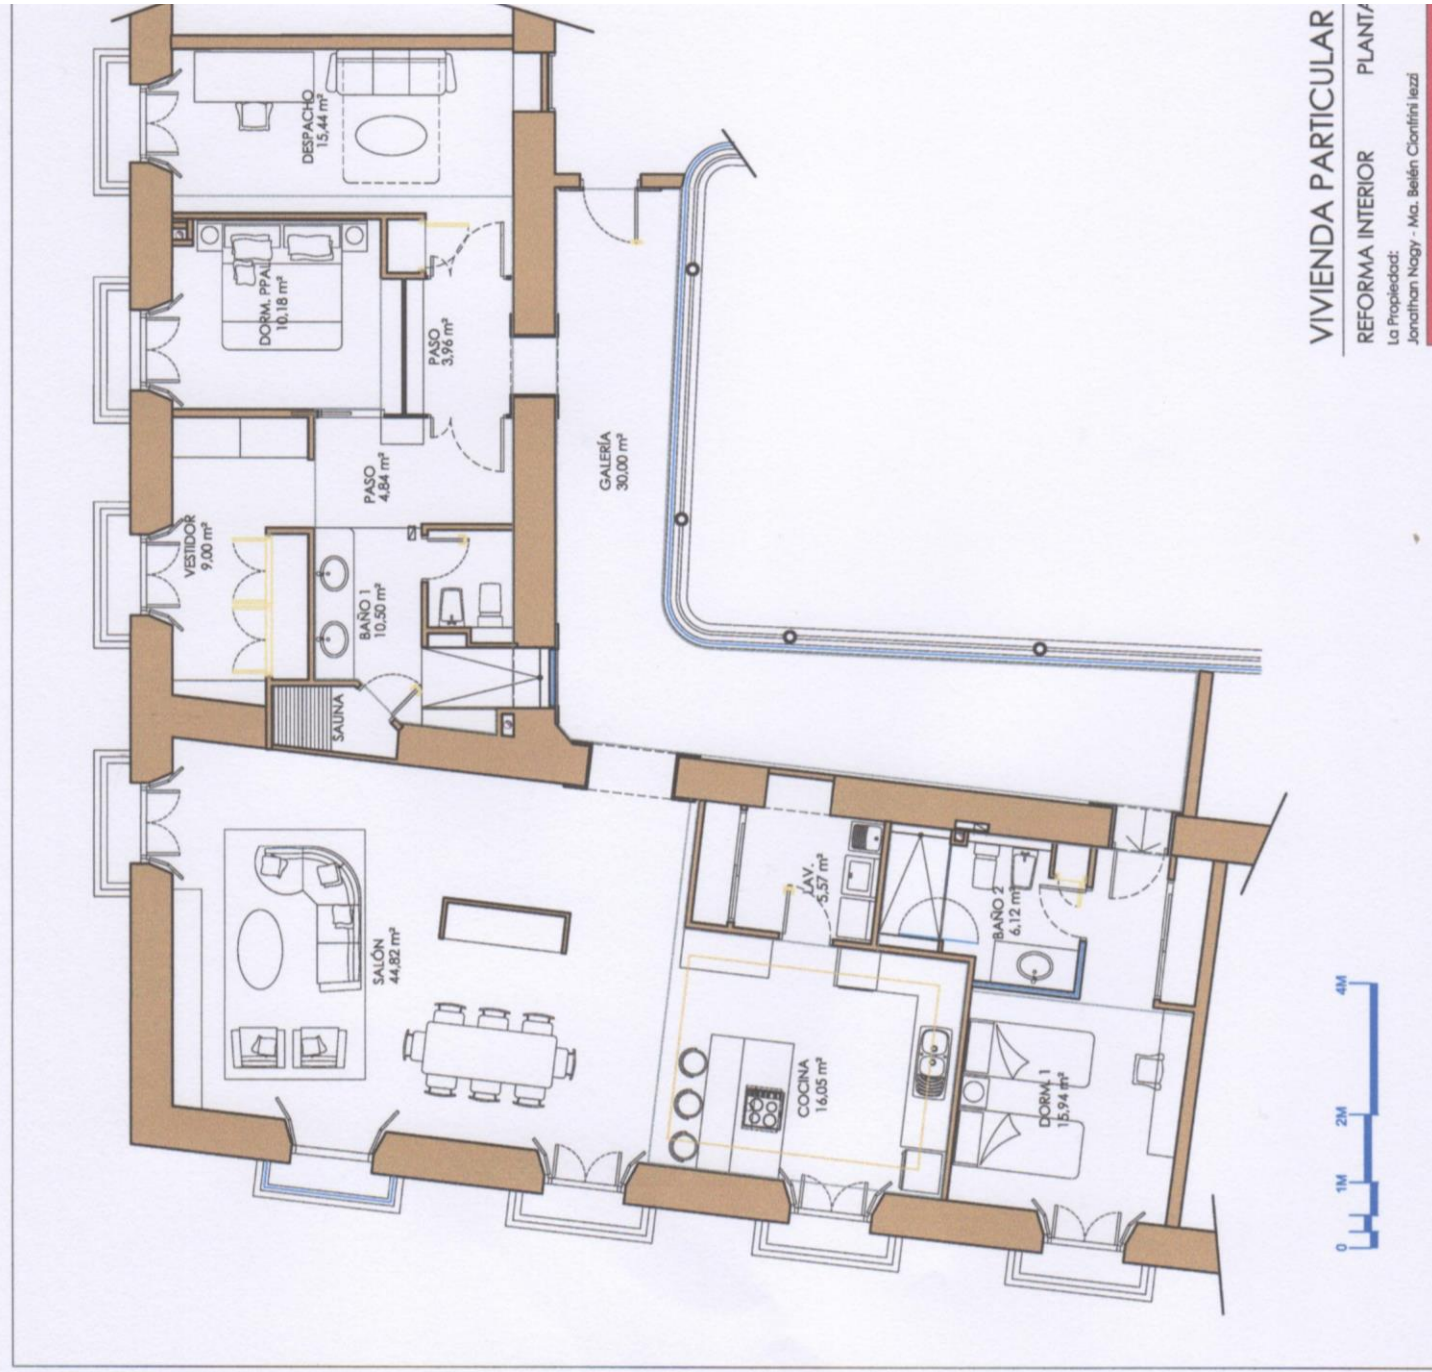 VIVIENDA PARTICULAR
REFORMA INTERIOR PLANTA
La Propiedad:
Jonathan Nagy - Ma. Belén Cionfrini Iezzi
DESPACHO
15,44 m²
DORM. PPAL
10,18 m²
PASO
3,96 m²
PASO
4,84 m²
VESTIDOR
9,00 m²
BAÑO 1
10,50 m²
SAUNA
GALERÍA
30,00 m²
SALÓN
44,82 m²
LAV.
5,57 m²
BAÑO 2
6,12 m²
COCINA
16,05 m²
DORM. 1
15,94 m²
0 1M 2M 4M